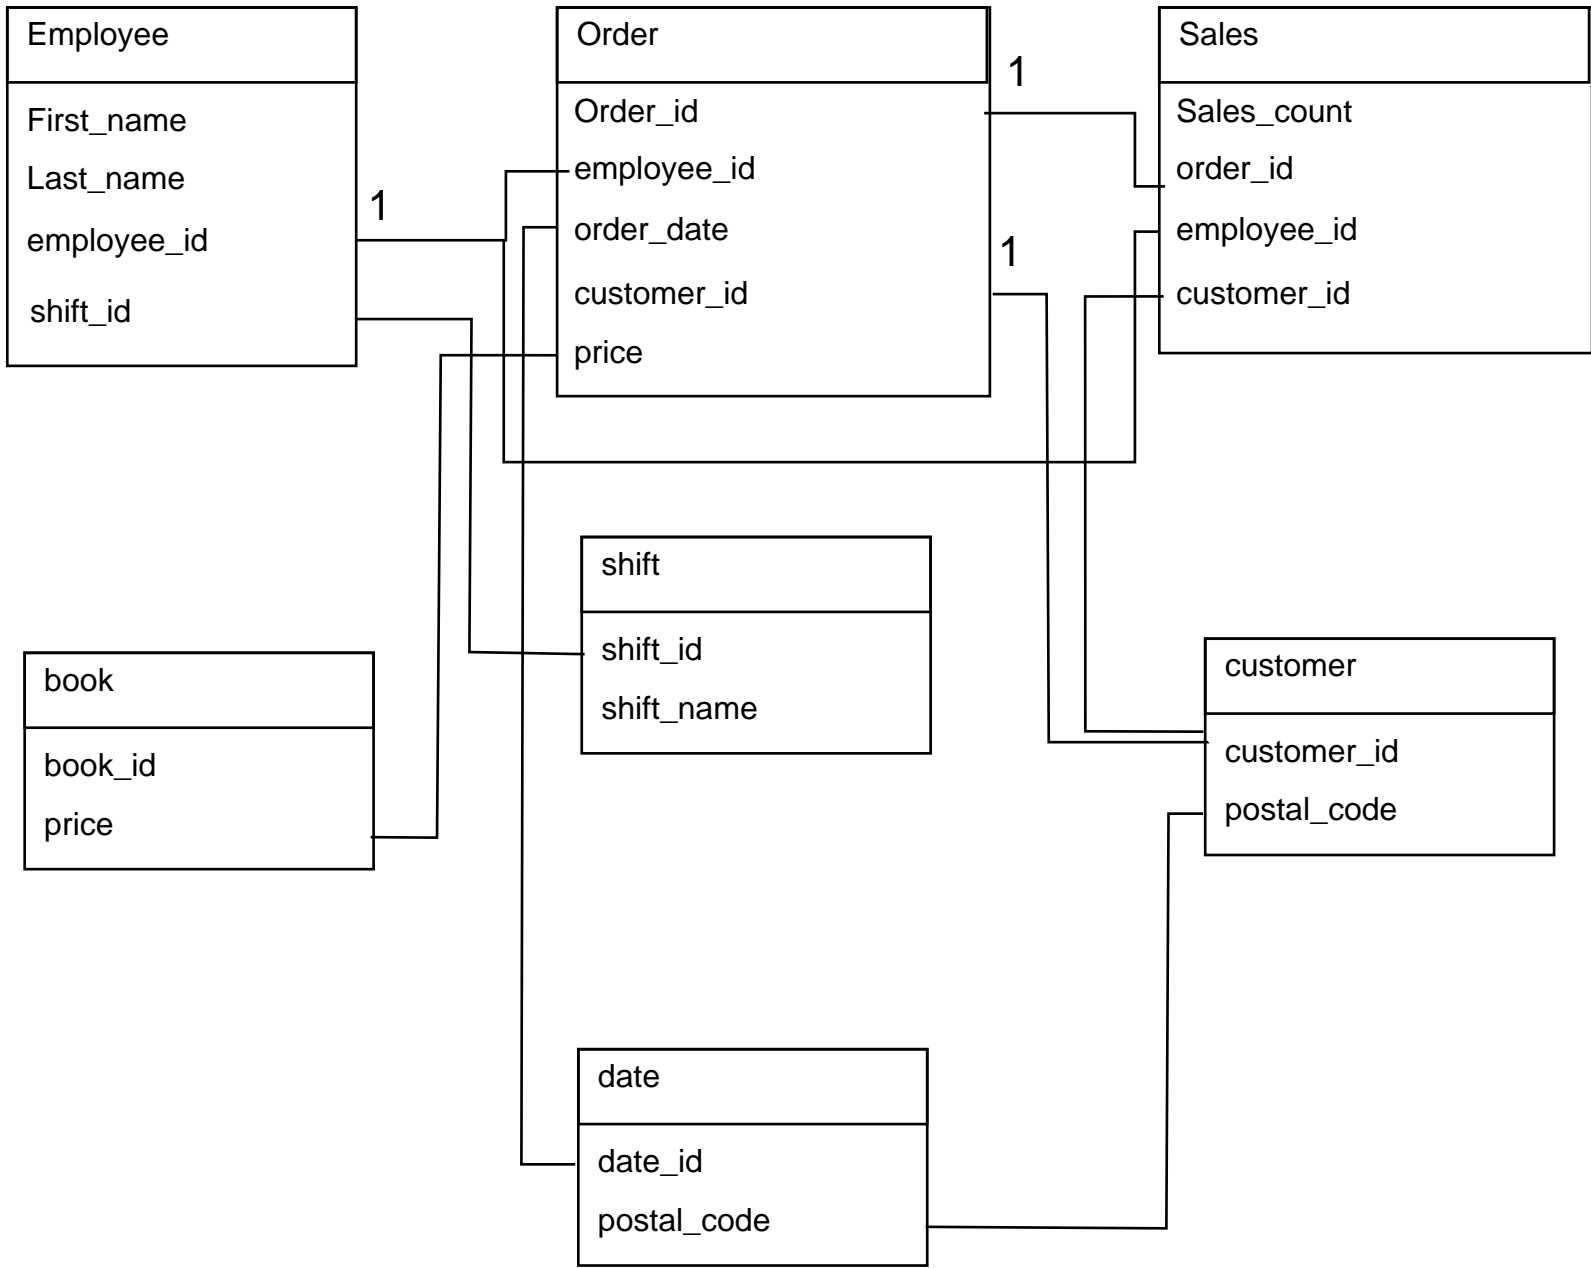 Employee
First_name
Last_name
employee_id
shift_id
1
Order
Order_id
employee_id
order_date
customer_id
price
1
1
Sales
Sales_count
order_id
employee_id
customer_id
shift
shift_id
shift_name
book
book_id
price
customer
customer_id
postal_code
date
date_id
postal_code